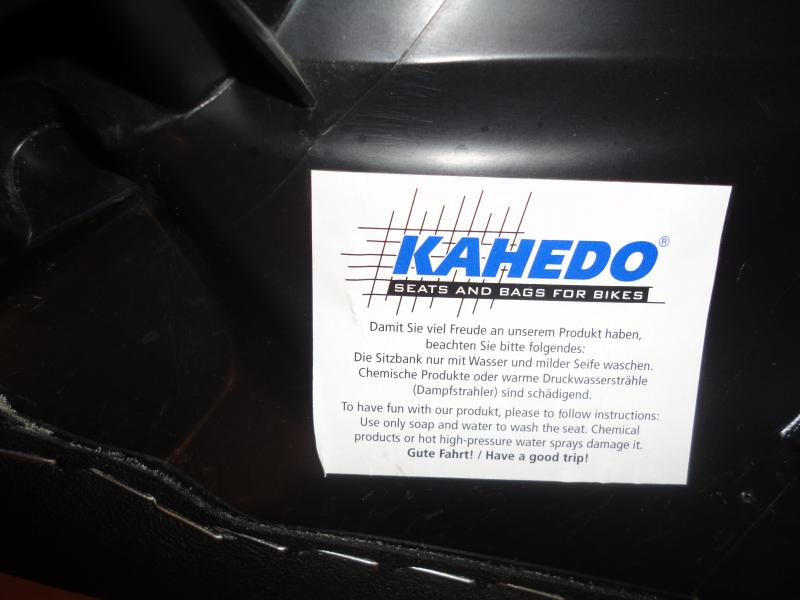 KAHEDO®
SEATS AND BAGS FOR BIKES
Damit Sie viel Freude an unserem Produkt haben,
beachten Sie bitte folgendes:
Die Sitzbank nur mit Wasser und milder Seife waschen.
Chemische Produkte oder warme Druckwassersträhle
(Dampfstrahler) sind schädigend.
To have fun with our produkt, please to follow instructions:
Use only soap and water to wash the seat. Chemical
products or hot high-pressure water sprays damage it.
Gute Fahrt! / Have a good trip!